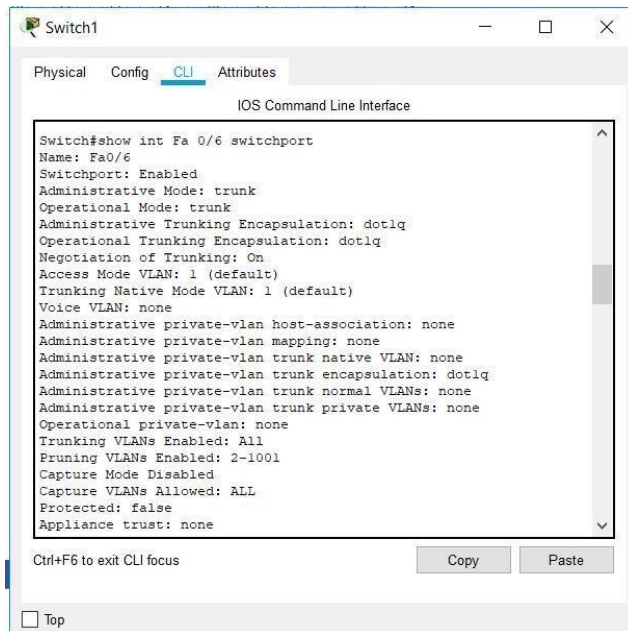 Switch1
Physical Config CLI Attributes
IOS Command Line Interface
Switch#show int Fa 0/6 switchport
Name: Fa0/6
Switchport: Enabled
Administrative Mode: trunk
Operational Mode: trunk
Administrative Trunking Encapsulation: dot1q
Operational Trunking Encapsulation: dot1q
Negotiation of Trunking: On
Access Mode VLAN: 1 (default)
Trunking Native Mode VLAN: 1 (default)
Voice VLAN: none
Administrative private-vlan host-association: none
Administrative private-vlan mapping: none
Administrative private-vlan trunk native VLAN: none
Administrative private-vlan trunk encapsulation: dot1q
Administrative private-vlan trunk normal VLANs: none
Administrative private-vlan trunk private VLANs: none
Operational private-vlan: none
Trunking VLANs Enabled: All
Pruning VLANs Enabled: 2-1001
Capture Mode Disabled
Capture VLANs Allowed: ALL
Protected: false
Appliance trust: none
Ctrl+F6 to exit CLI focus
Copy Paste
Top